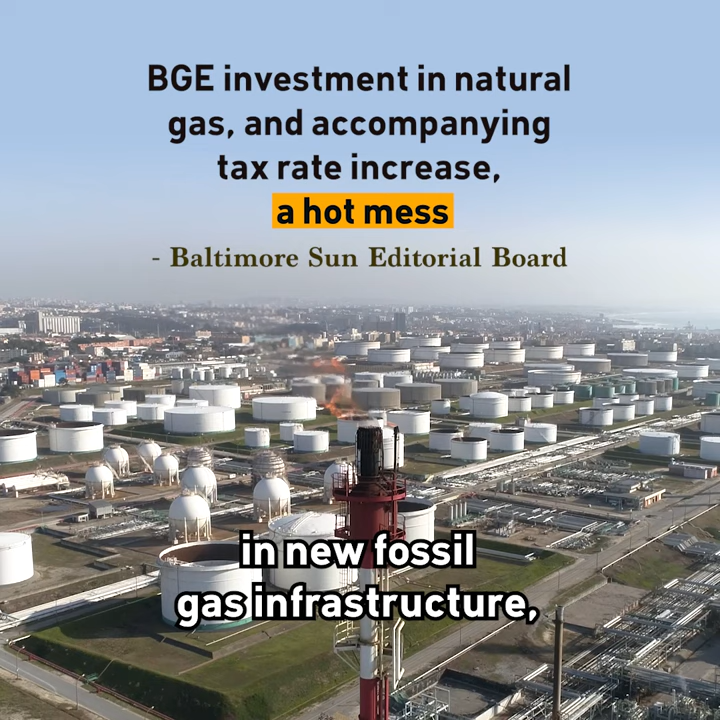 BGE investment in natural
gas, and accompanying
tax rate increase,
a hot mess
- Baltimore Sun Editorial Board
in new fossil
gas infrastructure,